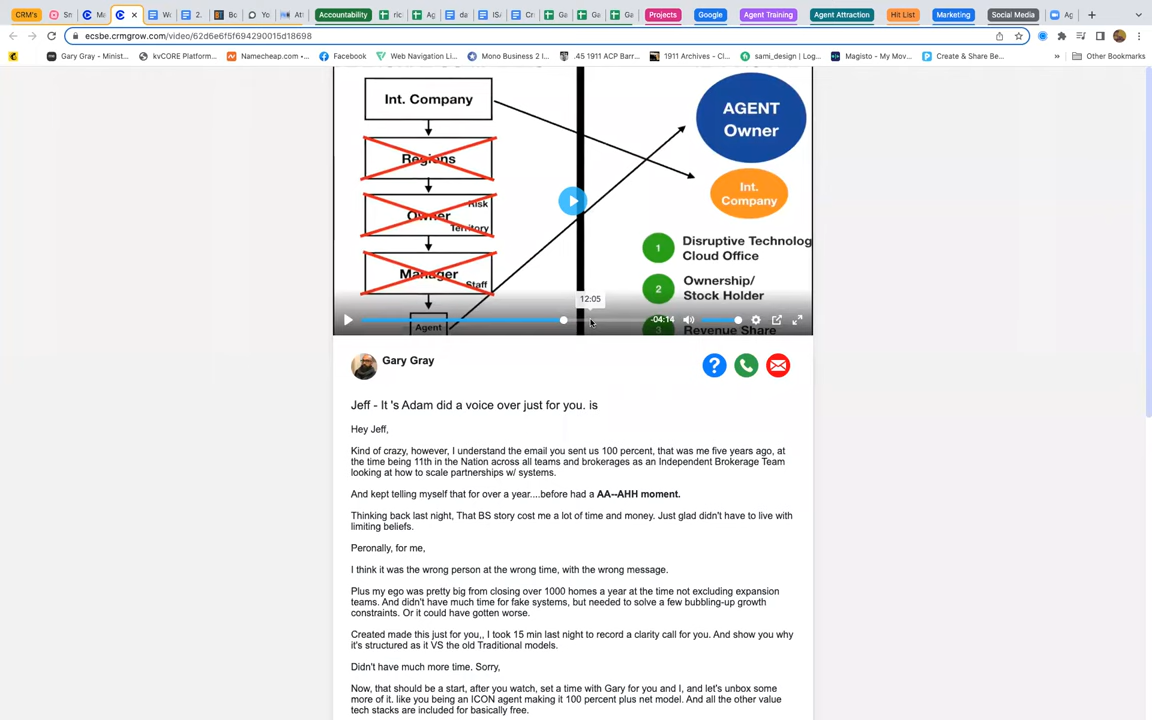 CRM's
Ma
Wa
2.
Bo
Yo
Att
Accountability
ric
Ag
da
ISA
Cri
Ga
Ga
Ga
Projects
Google
Agent Training
Agent Attraction
Hit List
Marketing
Social Media
Ag
ecsbe.crmgrow.com/video/62d6e6f5f694290015d18698
Gary Gray - Minist...
kvCORE Platform...
Namecheap.com •...
Facebook
Web Navigation Li...
Mono Business 2 I...
.45 1911 ACP Barr...
1911 Archives - Cl...
sami_design | Log...
Magisto - My Mov...
Create & Share Be...
»
Other Bookmarks
Int. Company
Regions
Owner
Risk
Territory
Manager
Staff
Agent
AGENT
Owner
Int.
Company
1
Disruptive Technolog
Cloud Office
2
Ownership/
Stock Holder
3
Revenue Share
12:05
-04:14
Gary Gray
Jeff - It 's Adam did a voice over just for you. is
Hey Jeff,
Kind of crazy, however, I understand the email you sent us 100 percent, that was me five years ago, at
the time being 11th in the Nation across all teams and brokerages as an Independent Brokerage Team
looking at how to scale partnerships w/ systems.
And kept telling myself that for over a year....before had a AA--AHH moment.
Thinking back last night, That BS story cost me a lot of time and money. Just glad didn't have to live with
limiting beliefs.
Peronally, for me,
I think it was the wrong person at the wrong time, with the wrong message.
Plus my ego was pretty big from closing over 1000 homes a year at the time not excluding expansion
teams. And didn't have much time for fake systems, but needed to solve a few bubbling-up growth
constraints. Or it could have gotten worse.
Created made this just for you,, I took 15 min last night to record a clarity call for you. And show you why
it's structured as it VS the old Traditional models.
Didn't have much more time. Sorry,
Now, that should be a start, after you watch, set a time with Gary for you and I, and let's unbox some
more of it. like you being an ICON agent making it 100 percent plus net model. And all the other value
tech stacks are included for basically free.